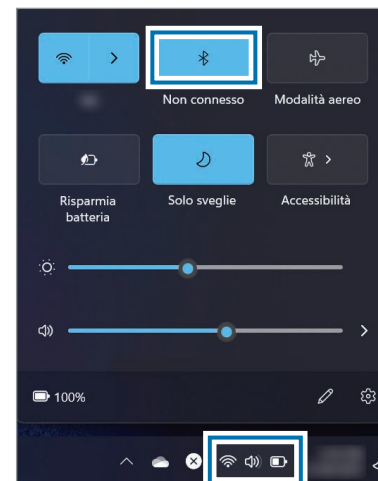 Non connesso
Modalità aereo
Risparmia
batteria
Solo sveglie
Accessibilità
100%